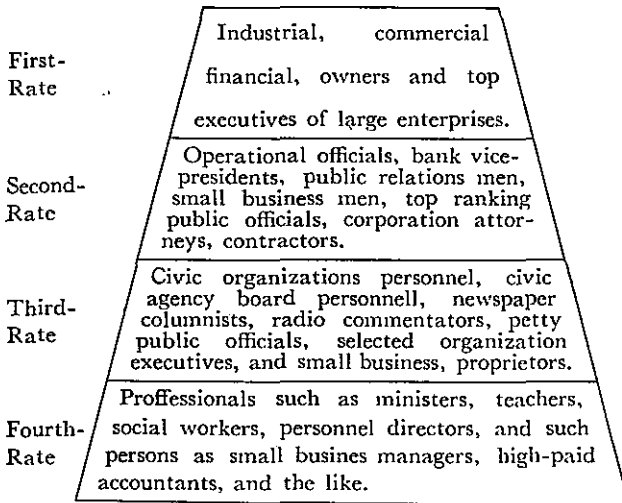 First-
Rate
Industrial, commercial
financial, owners and top
executives of large enterprises.
Second-
Rate
Operational officials, bank vice-
presidents, public relations men,
small business men, top ranking
public officials, corporation attor-
neys, contractors.
Third-
Rate
Civic organizations personnel, civic
agency board personnell, newspaper
columnists, radio commentators, petty
public officials, selected organization
executives, and small business, proprietors.
Fourth-
Rate
Proffessionals such as ministers, teachers,
social workers, personnel directors, and such
persons as small busines managers, high-paid
accountants, and the like.